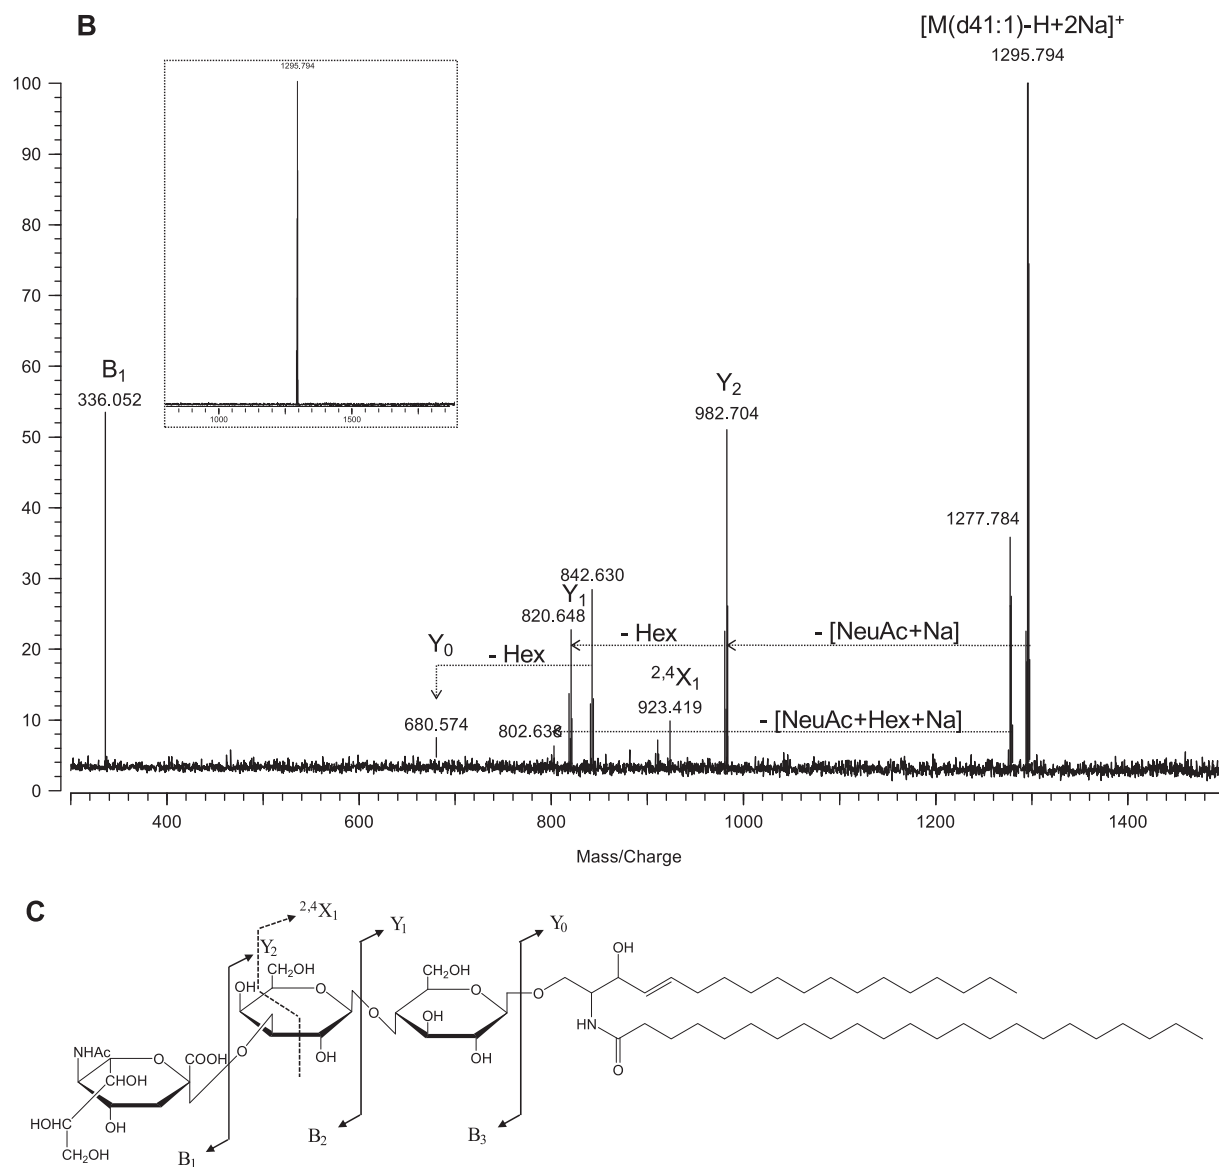 B
[M(d41:1)-H+2Na]+
1295.794
1295.794
1000
1500
100
90
80
70
60
50
40
30
20
10
0
B1
336.052
Y2
982.704
1277.784
842.630
Y1
820.648
- Hex
- [NeuAc+Na]
Y0
- Hex
2,4X1
680.574
802.638
923.419
- [NeuAc+Hex+Na]
400
600
800
1000
1200
1400
Mass/Charge
C
2,4X1
Y2
Y1
Y0
OH
CH2OH
OH
O
CH2OH
O
O
O
O
OH
OH
HN
O
NHAc
O
COOH
OH
OH
CHOH
O
HOHC
OH
OH
CH2OH
B1
B2
B3